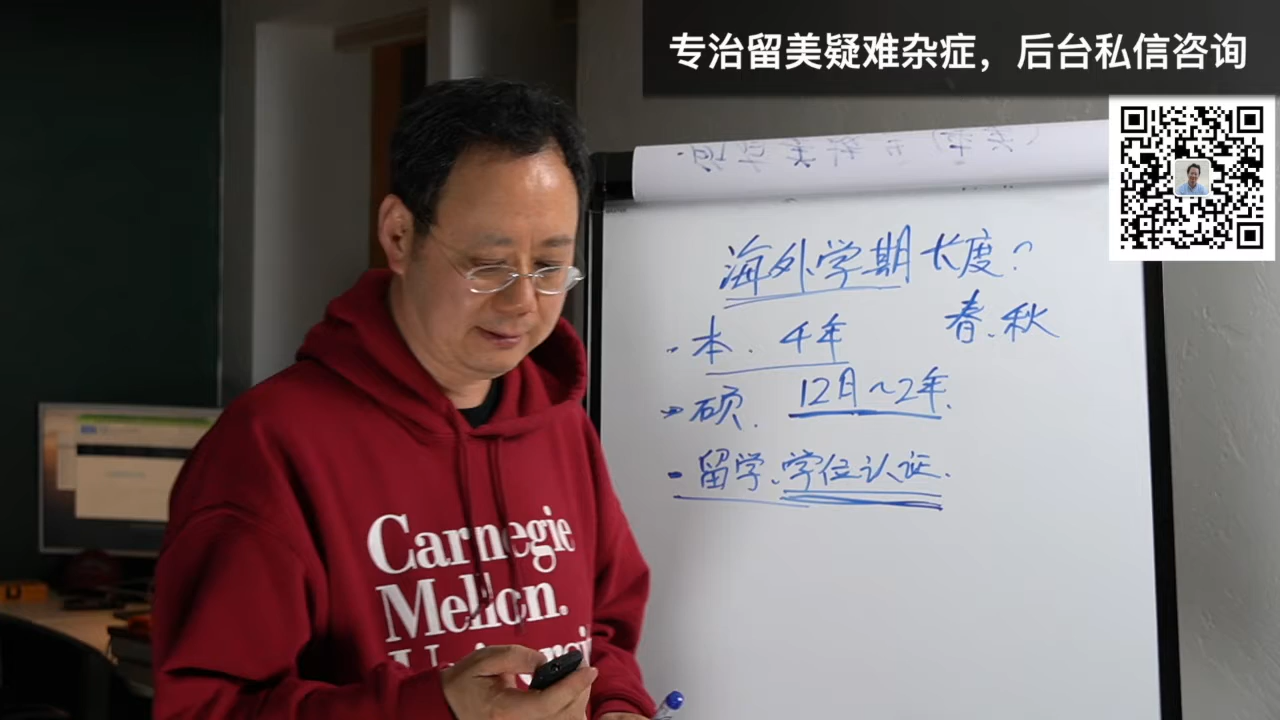 专治留美疑难杂症，后台私信咨询
海外学期长度？
春、秋
·本. 4年
硕. 12月～2年.
-留学、学位认证.
Carnegie
Mellon